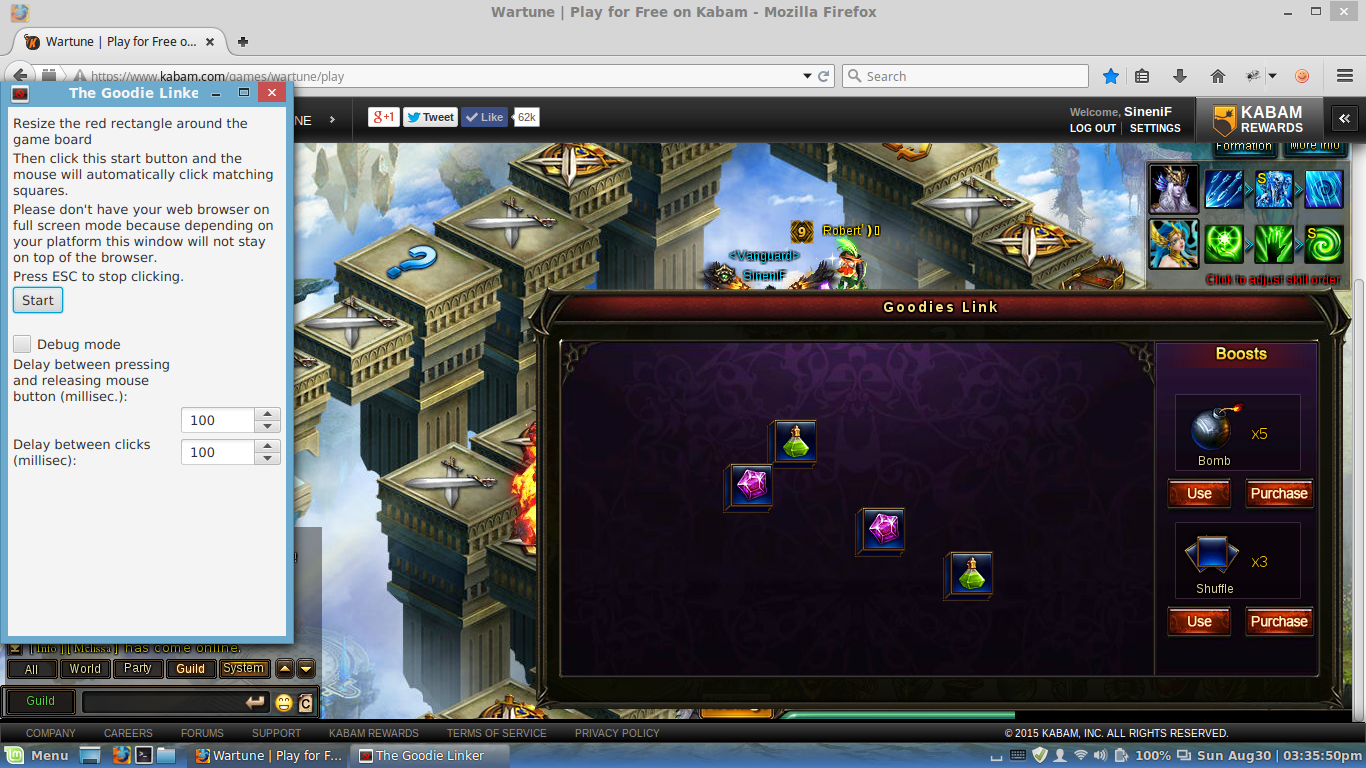 Wartune | Play for Free on Kabam - Mozilla Firefox
Wartune | Play for Free o...
https://www.kabam.com/games/wartune/play
Search
The Goodie Linke
Resize the red rectangle around the
game board
Then click this start button and the
mouse will automatically click matching
squares.
Please don't have your web browser on
full screen mode because depending on
your platform this window will not stay
on top of the browser.
Press ESC to stop clicking.
Start
Debug mode
Delay between pressing
and releasing mouse
button (millisec.):
100
Delay between clicks
(millisec):
100
NE
g+1
Tweet
Like
62k
Welcome, SineniF
LOG OUT | SETTINGS
KABAM
REWARDS
Formation
More Info
S
S
Click to adjust skill order
9
Robert' )
<Vanguard>
SineniF
Goodies Link
Boosts
x5
Bomb
Use
Purchase
x3
Shuffle
Use
Purchase
[Info][Melissa] has come online.
All
World
Party
Guild
System
Guild
C
COMPANY
CAREERS
FORUMS
SUPPORT
KABAM REWARDS
TERMS OF SERVICE
PRIVACY POLICY
© 2015 KABAM, INC. ALL RIGHTS RESERVED.
Menu
Wartune | Play for F...
The Goodie Linker
100%
Sun Aug30 | 03:35:50pm